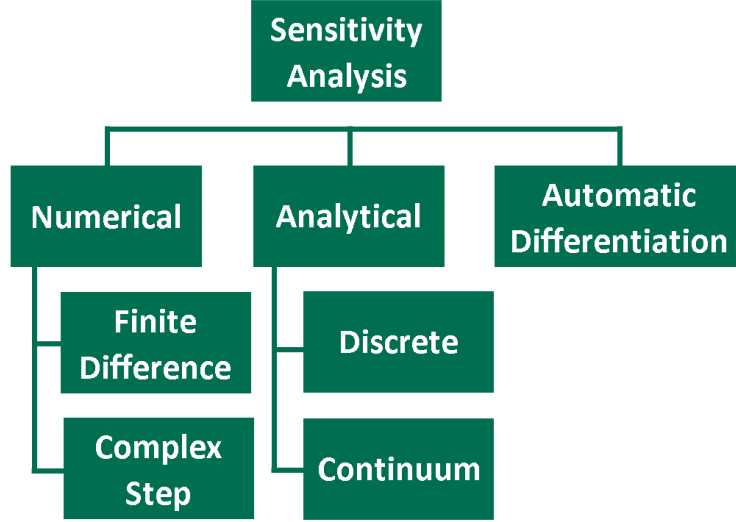 Sensitivity
Analysis
Numerical
Analytical
Automatic
Differentiation
Finite
Difference
Discrete
Complex
Step
Continuum